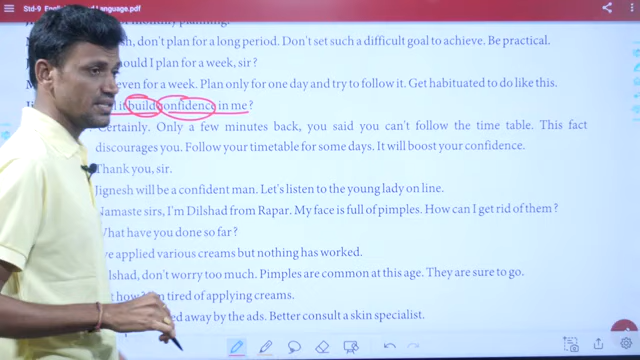 Std-9 English Language.pdf
don't plan for a long period. Don't set such a difficult goal to achieve. Be practical.
should I plan for a week, sir ?
even for a week. Plan only for one day and try to follow it. Get habituated to do like this.
it build confidence in me ?
Certainly. Only a few minutes back, you said you can't follow the time table. This fact
discourages you. Follow your timetable for some days. It will boost your confidence.
Thank you, sir.
Jignesh will be a confident man. Let's listen to the young lady on line.
Namaste sirs, I'm Dilshad from Rapar. My face is full of pimples. How can I get rid of them ?
What have you done so far?
applied various creams but nothing has worked.
Dilshad, don't worry too much. Pimples are common at this age. They are sure to go.
how? I'm tired of applying creams.
away by the ads. Better consult a skin specialist.